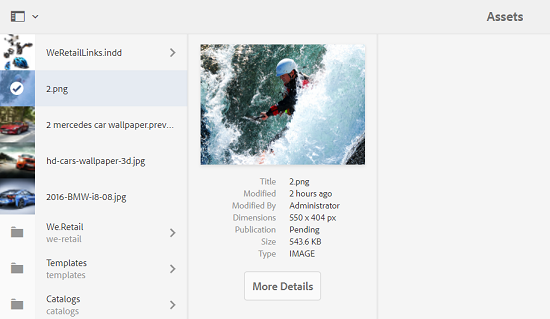 Assets
WeRetailLinks.indd
2.png
2 mercedes car wallpaper.prev...
hd-cars-wallpaper-3d.jpg
2016-BMW-i8-08.jpg
We.Retail
we-retail
Templates
templates
Catalogs
catalogs
Title 2.png
Modified 2 hours ago
Modified By Administrator
Dimensions 550 x 404 px
Publication Pending
Size 543.6 KB
Type IMAGE
More Details